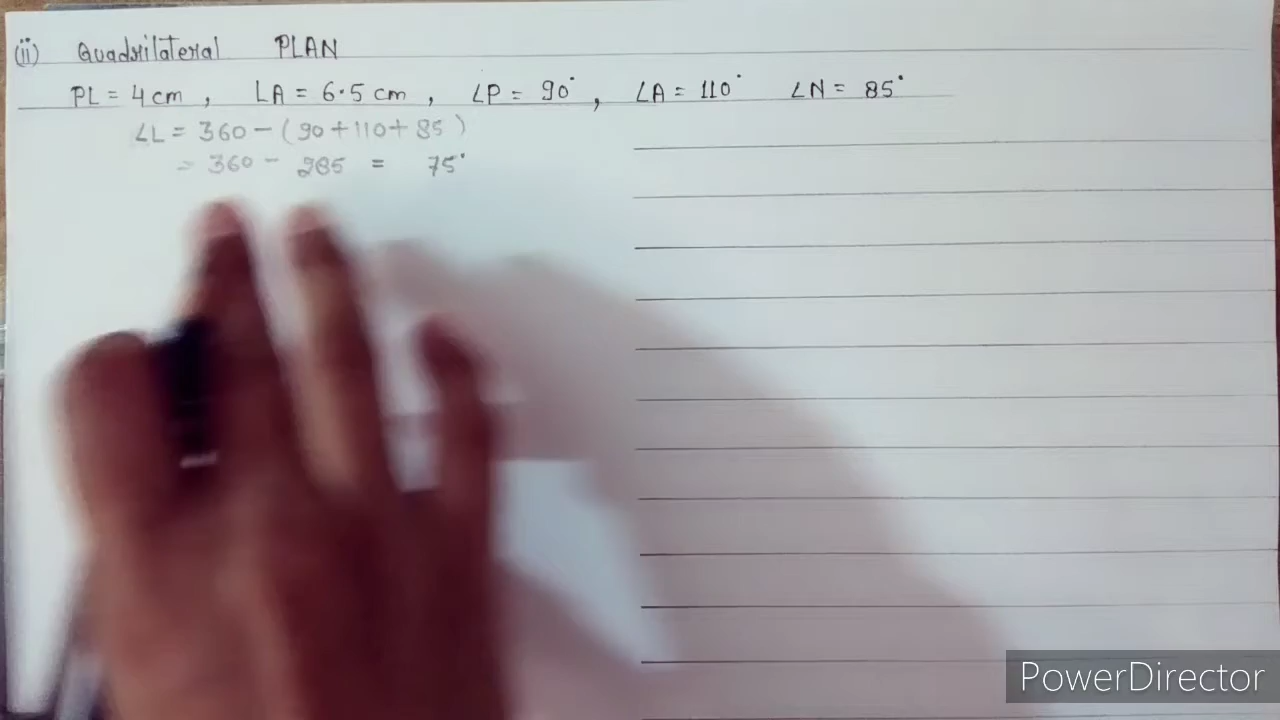 (ii) Quadrilateral PLAN
PL = 4 cm , LA = 6.5 cm , ∠P = 90° , ∠A = 110° ∠N = 85°
∠L = 360 - (90 + 110 + 85)
= 360 - 285 = 75°
PowerDirector